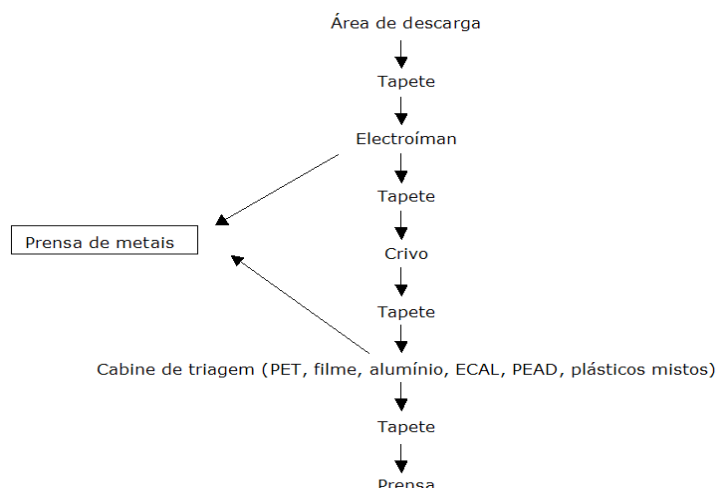 Área de descarga
Tapete
Electroíman
Tapete
Prensa de metais
Crivo
Tapete
Cabine de triagem (PET, filme, alumínio, ECAL, PEAD, plásticos mistos)
Tapete
Prensa